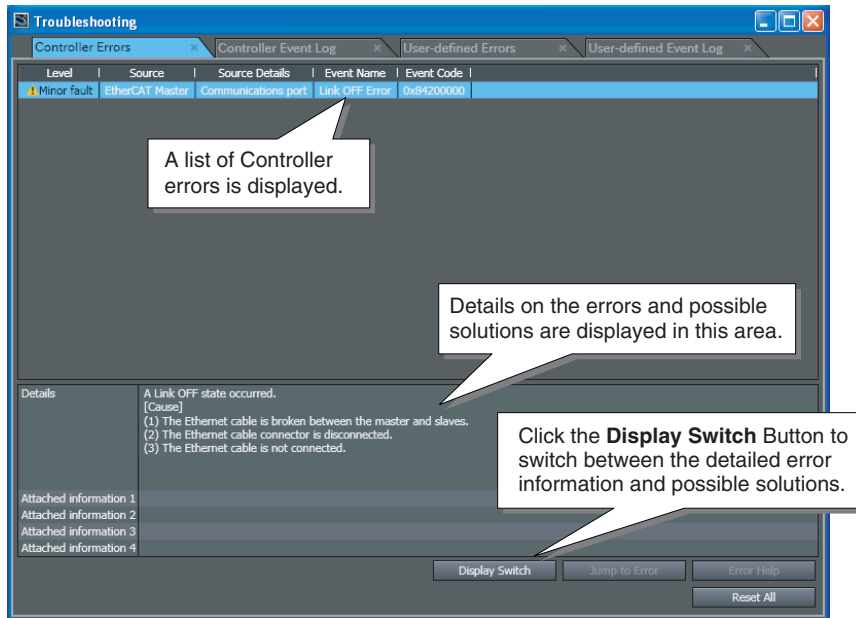 Troubleshooting
Controller Errors
Controller Event Log
User-defined Errors
User-defined Event Log
Level Source Source Details Event Name Event Code
Minor fault EtherCAT Master Communications port Link OFF Error 0x84200000
A list of Controller
errors is displayed.
Details on the errors and possible
solutions are displayed in this area.
Details
A Link OFF state occurred.
[Cause]
(1) The Ethernet cable is broken between the master and slaves.
(2) The Ethernet cable connector is disconnected.
(3) The Ethernet cable is not connected.
Click the Display Switch Button to
switch between the detailed error
information and possible solutions.
Attached information 1
Attached information 2
Attached information 3
Attached information 4
Display Switch
Jump to Error
Error Help
Reset All